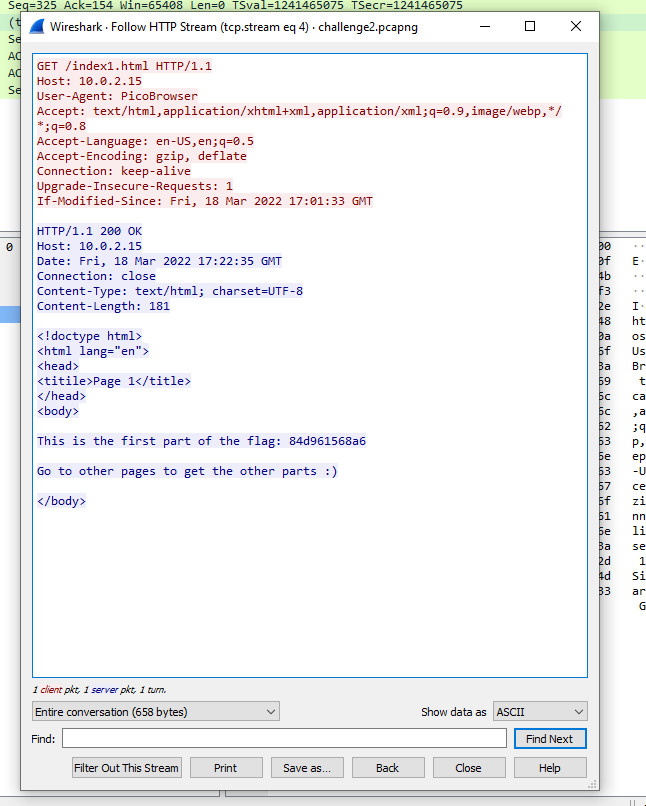 Seq=325 Ack=154 Win=65408 Len=0 TSval=1241465075 TSecr=1241465075
Wireshark · Follow HTTP Stream (tcp.stream eq 4) · challenge2.pcapng
GET /index1.html HTTP/1.1
Host: 10.0.2.15
User-Agent: PicoBrowser
Accept: text/html,application/xhtml+xml,application/xml;q=0.9,image/webp,*/
*;q=0.8
Accept-Language: en-US,en;q=0.5
Accept-Encoding: gzip, deflate
Connection: keep-alive
Upgrade-Insecure-Requests: 1
If-Modified-Since: Fri, 18 Mar 2022 17:01:33 GMT
HTTP/1.1 200 OK
Host: 10.0.2.15
Date: Fri, 18 Mar 2022 17:22:35 GMT
Connection: close
Content-Type: text/html; charset=UTF-8
Content-Length: 181
<!doctype html>
<html lang="en">
<head>
<titile>Page 1</title>
</head>
<body>
This is the first part of the flag: 84d961568a6
Go to other pages to get the other parts :)
</body>
1 client pkt, 1 server pkt, 1 turn.
Entire conversation (658 bytes)
Show data as ASCII
Find:
Find Next
Filter Out This Stream Print Save as... Back Close Help